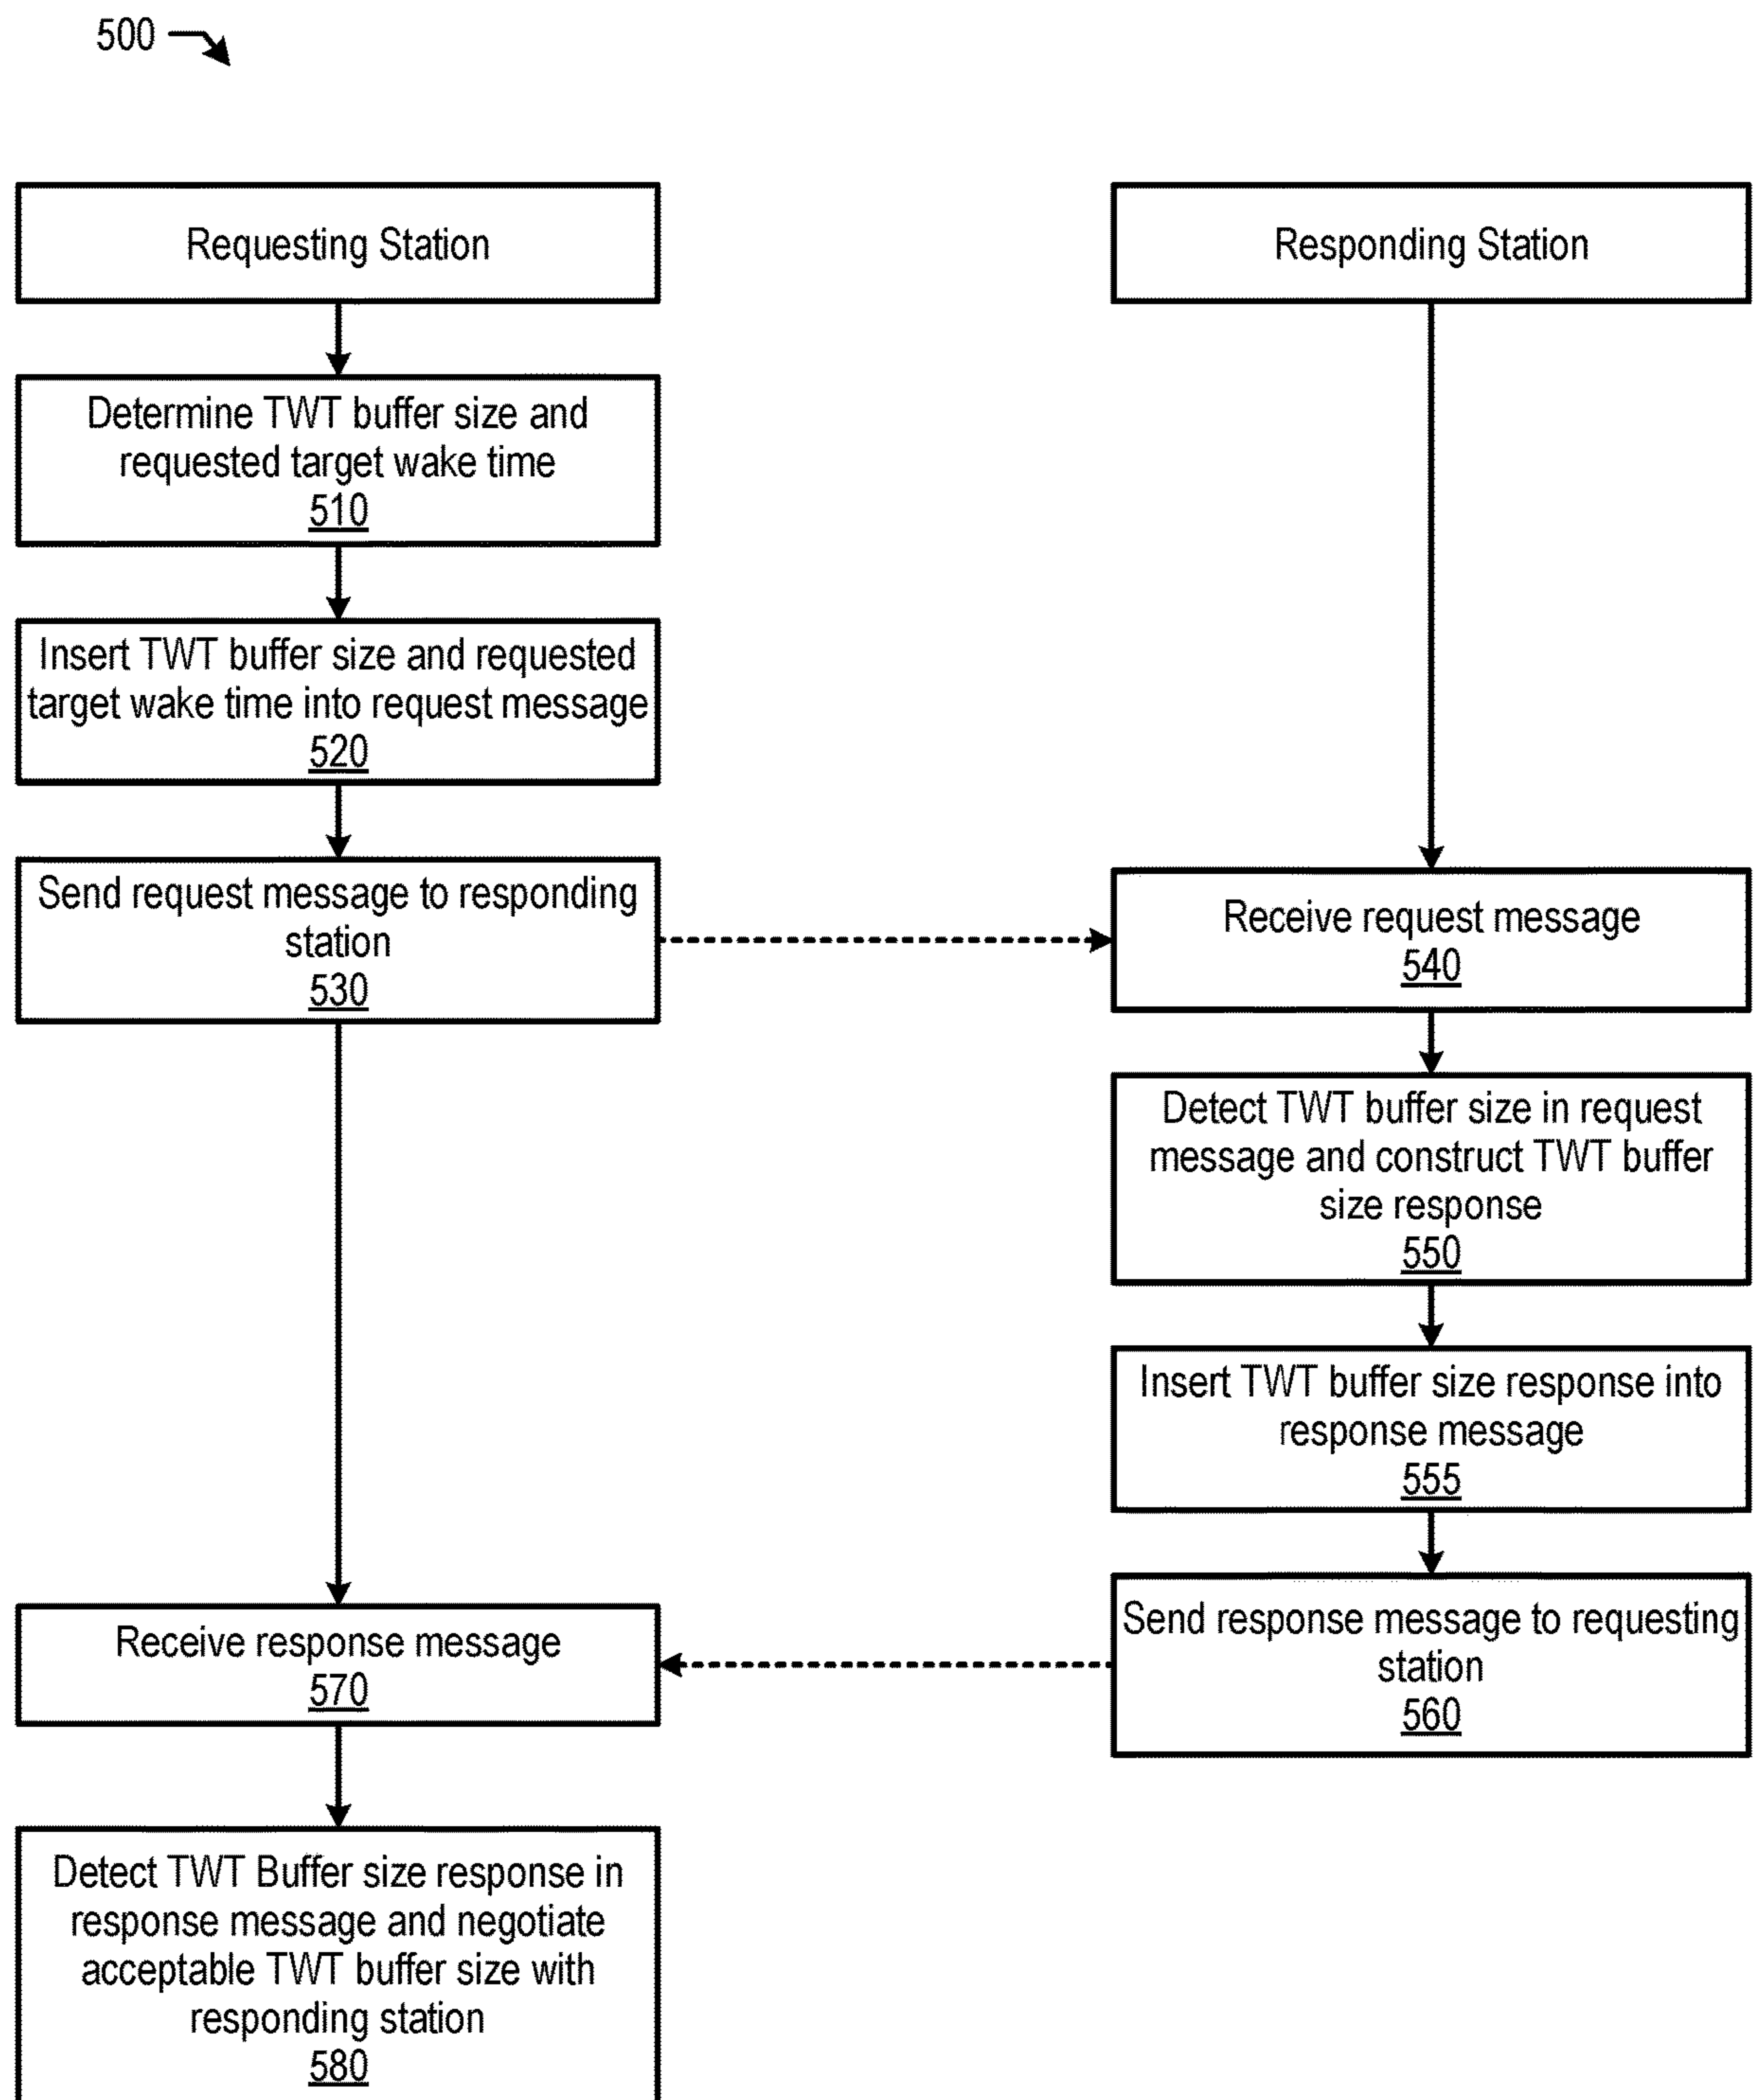 500
Requesting Station
Responding Station
Determine TWT buffer size and
requested target wake time
510
Insert TWT buffer size and requested
target wake time into request message
520
Send request message to responding
station
530
Receive request message
540
Detect TWT buffer size in request
message and construct TWT buffer
size response
550
Insert TWT buffer size response into
response message
555
Send response message to requesting
station
560
Receive response message
570
Detect TWT Buffer size response in
response message and negotiate
acceptable TWT buffer size with
responding station
580